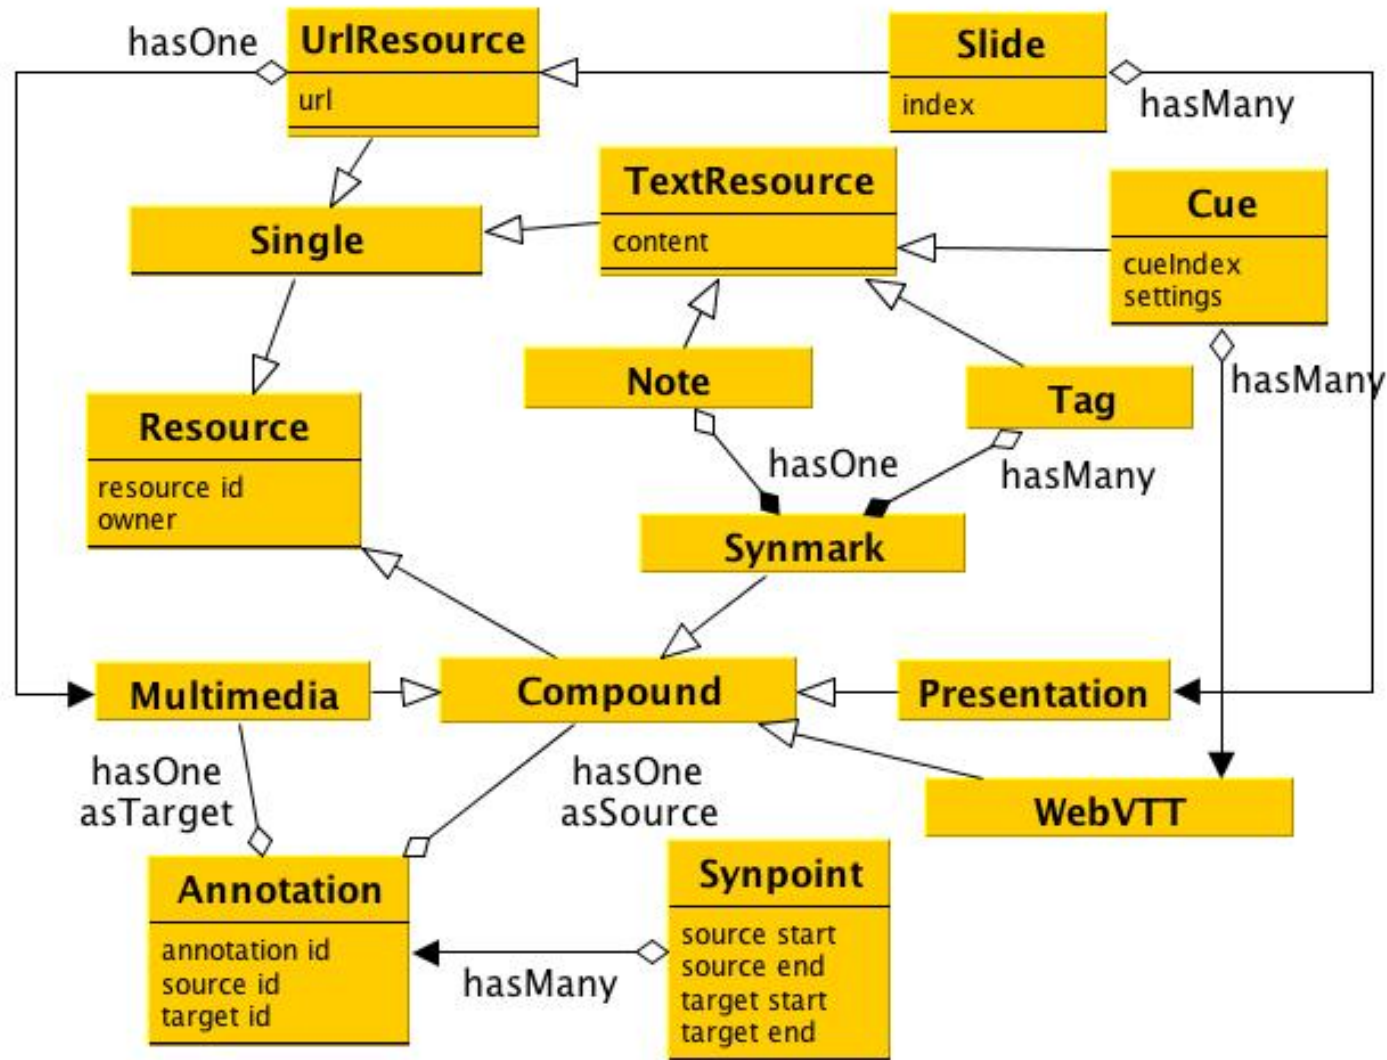 hasOne
UrlResource
url
Slide
index
hasMany
TextResource
content
Cue
cueIndex
settings
hasMany
Single
Note
Tag
hasOne
hasMany
Resource
resource id
owner
Synmark
Multimedia
Compound
Presentation
hasOne
asTarget
hasOne
asSource
WebVTT
Annotation
annotation id
source id
target id
hasMany
Synpoint
source start
source end
target start
target end